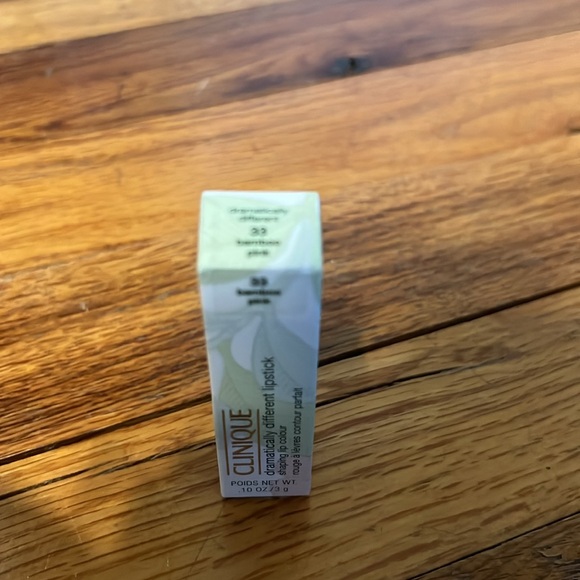 dramatically
different
33
bamboo
pink
33
bamboo
pink
CLINIQUE
dramatically different lipstick
shaping lip colour
rouge à lèvres contour parfait
POIDS NET WT.
.10 OZ/3 g